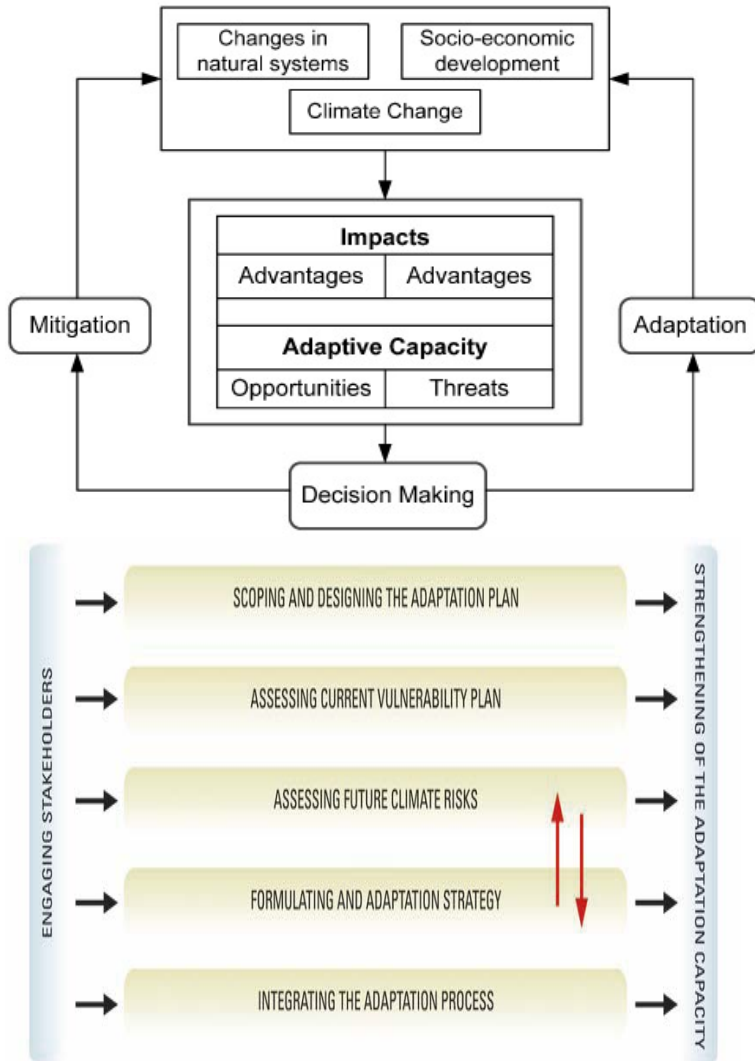 Changes in
natural systems
Socio-economic
development
Climate Change
Impacts
Advantages
Advantages
Mitigation
Adaptation
Adaptive Capacity
Opportunities
Threats
Decision Making
ENGAGING STAKEHOLDERS
SCOPING AND DESIGNING THE ADAPTATION PLAN
ASSESSING CURRENT VULNERABILITY PLAN
ASSESSING FUTURE CLIMATE RISKS
FORMULATING AND ADAPTATION STRATEGY
INTEGRATING THE ADAPTATION PROCESS
STRENGTHENING OF THE ADAPTATION CAPACITY